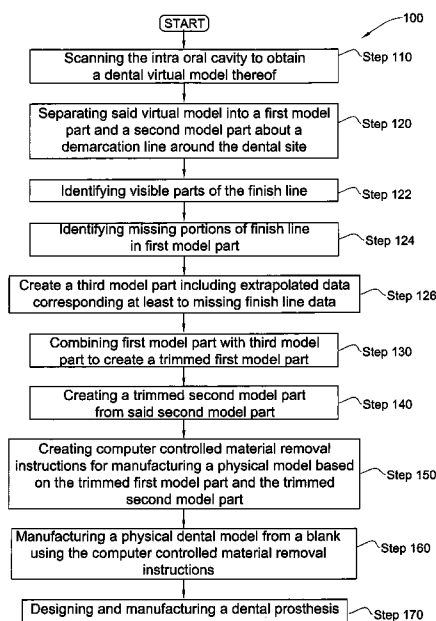 START
100
Scanning the intra oral cavity to obtain
a dental virtual model thereof
Step 110
Separating said virtual model into a first model
part and a second model part about a
demarcation line around the dental site
Step 120
Identifying visible parts of the finish line
Step 122
Identifying missing portions of finish line
in first model part
Step 124
Create a third model part including extrapolated data
corresponding at least to missing finish line data
Step 126
Combining first model part with third model
part to create a trimmed first model part
Step 130
Creating a trimmed second model part
from said second model part
Step 140
Creating computer controlled material removal
instructions for manufacturing a physical model based
on the trimmed first model part and the trimmed
second model part
Step 150
Manufacturing a physical dental model from a blank
using the computer controlled material removal
instructions
Step 160
Designing and manufacturing a dental prosthesis
Step 170